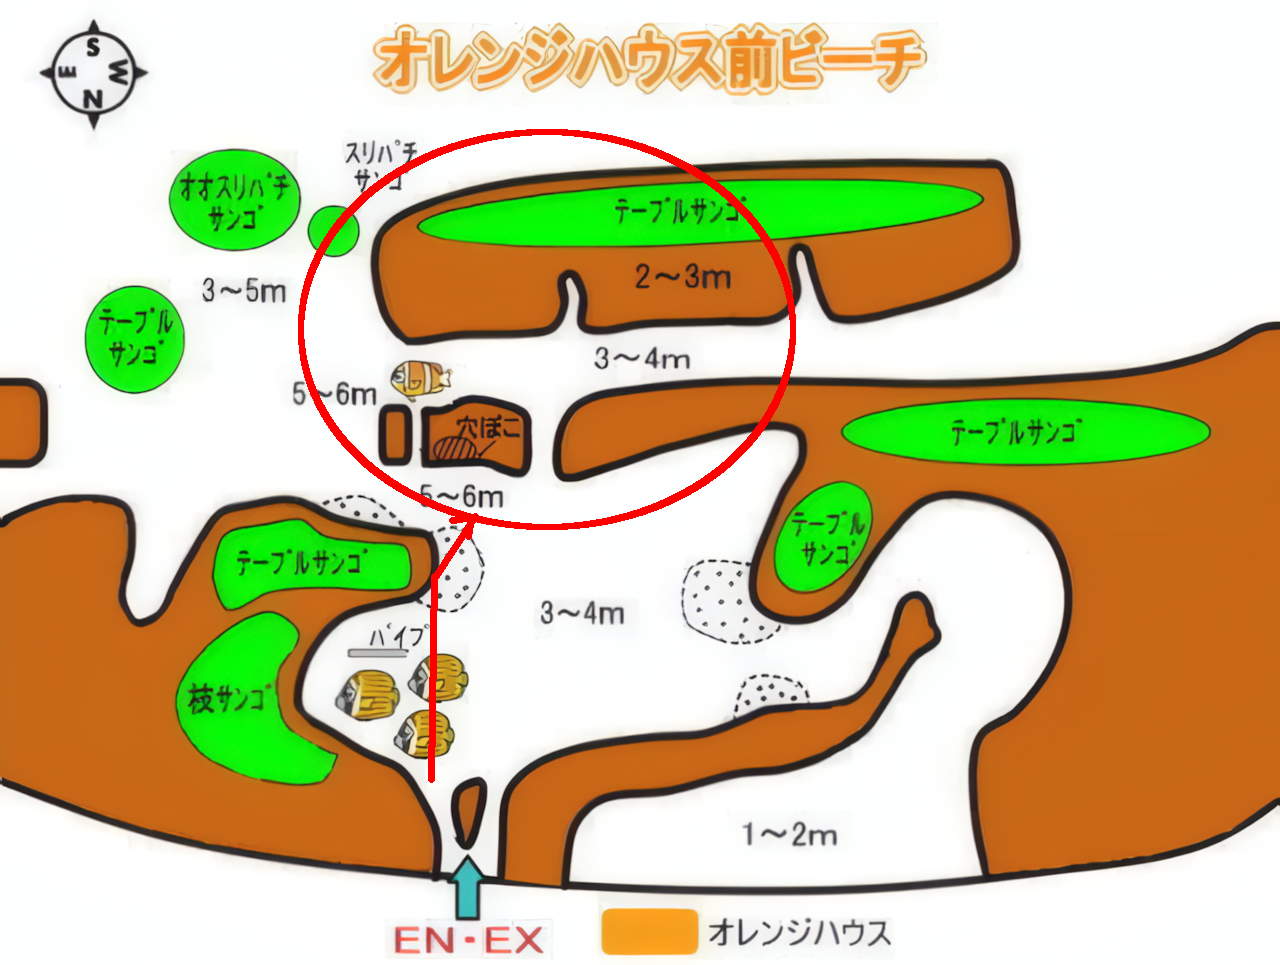 オレンジハウス前ビーチ
S
E
W
N
スリバチ
サンゴ
オオスリバチ
サンゴ
テーブルサンゴ
2～3m
3～5m
テーブル
サンゴ
3～4m
5～6m
穴ぼこ
テーブルサンゴ
5～6m
テーブル
サンゴ
テーブルサンゴ
3～4m
パイプ
枝サンゴ
1～2m
EN・EX
オレンジハウス